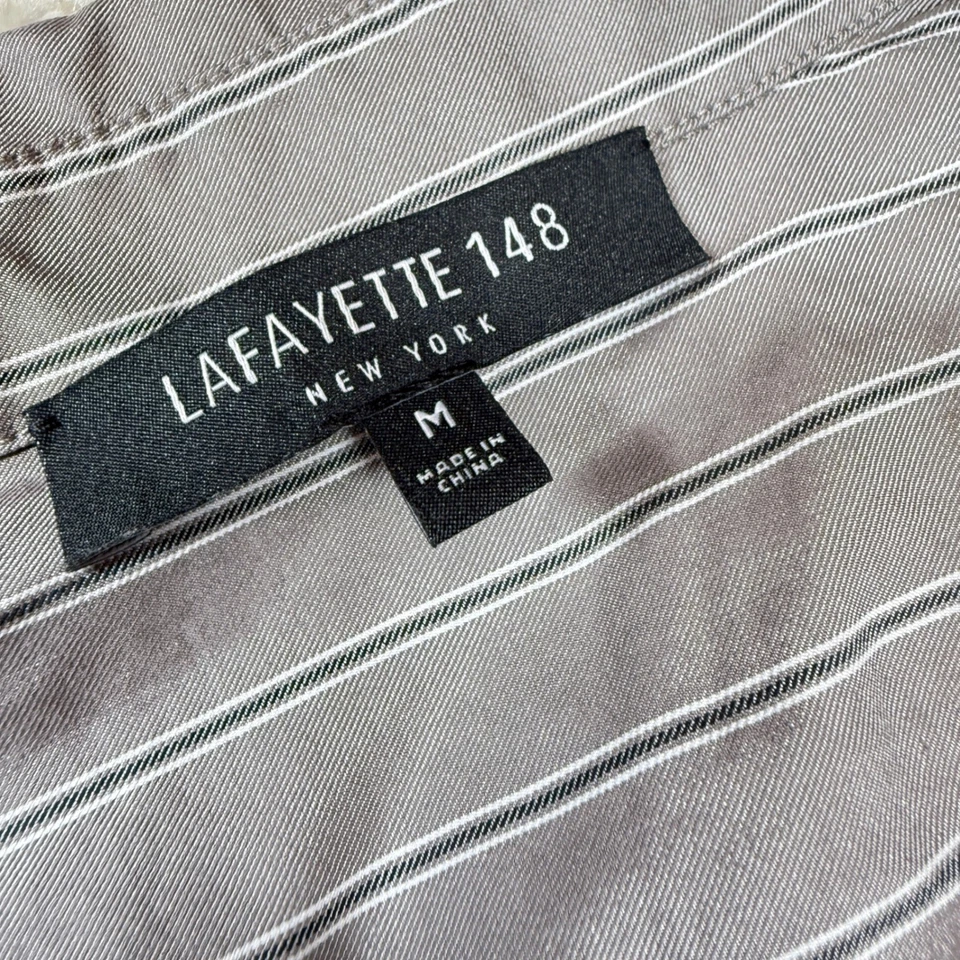 LAFAYETTE 148
NEW YORK
M
MADE IN
CHINA